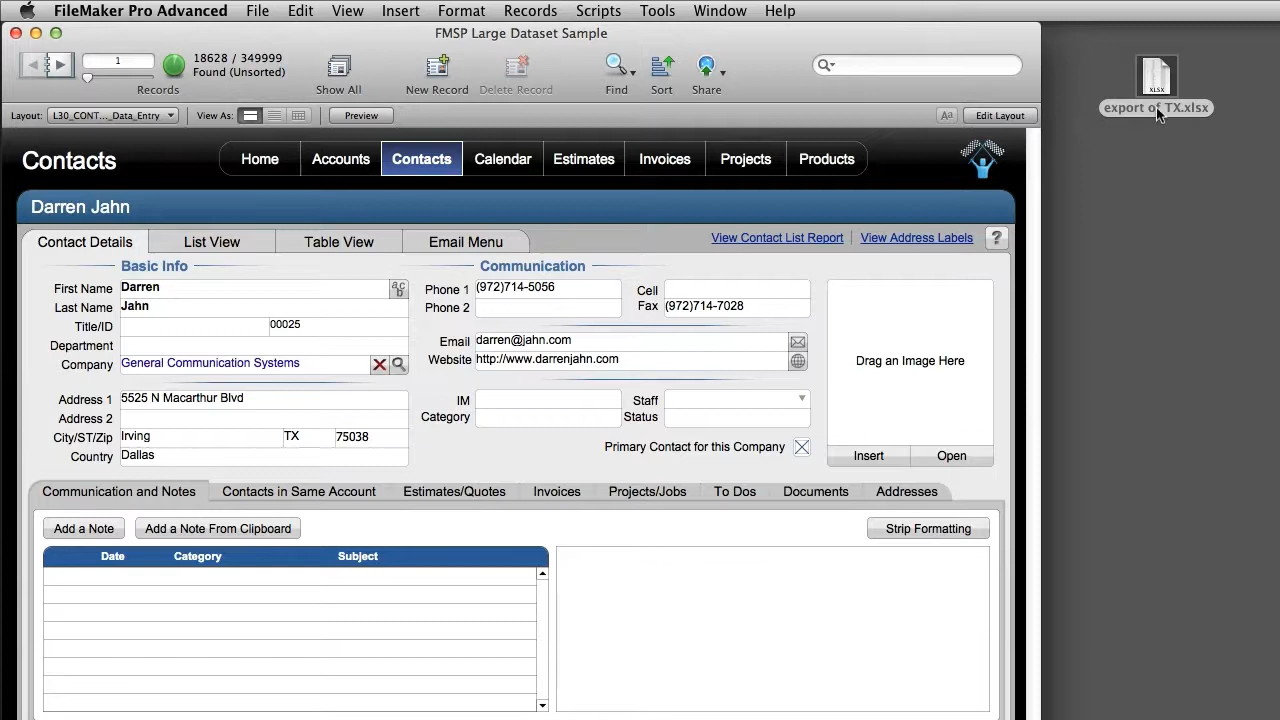 FileMaker Pro Advanced File Edit View Insert Format Records Scripts Tools Window Help
FMSP Large Dataset Sample
1
18628 / 349999
Found (Unsorted)
Records
Show All
New Record
Delete Record
Find
Sort
Share
Layout: L30_CONT..._Data_Entry
View As:
Preview
Aa
Edit Layout
XLSX
export of TX.xlsx
Contacts
Home
Accounts
Contacts
Calendar
Estimates
Invoices
Projects
Products
Darren Jahn
Contact Details
List View
Table View
Email Menu
View Contact List Report
View Address Labels
?
Basic Info
First Name Darren
a c b
Last Name Jahn
Title/ID 00025
Department
Company General Communication Systems
Address 1 5525 N Macarthur Blvd
Address 2
City/ST/Zip Irving TX 75038
Country Dallas
Communication
Phone 1 (972)714-5056
Cell
Phone 2
Fax (972)714-7028
Email darren@jahn.com
Website http://www.darrenjahn.com
IM
Staff
Category
Status
Primary Contact for this Company
Drag an Image Here
Insert
Open
Communication and Notes
Contacts in Same Account
Estimates/Quotes
Invoices
Projects/Jobs
To Dos
Documents
Addresses
Add a Note
Add a Note From Clipboard
Strip Formatting
Date
Category
Subject